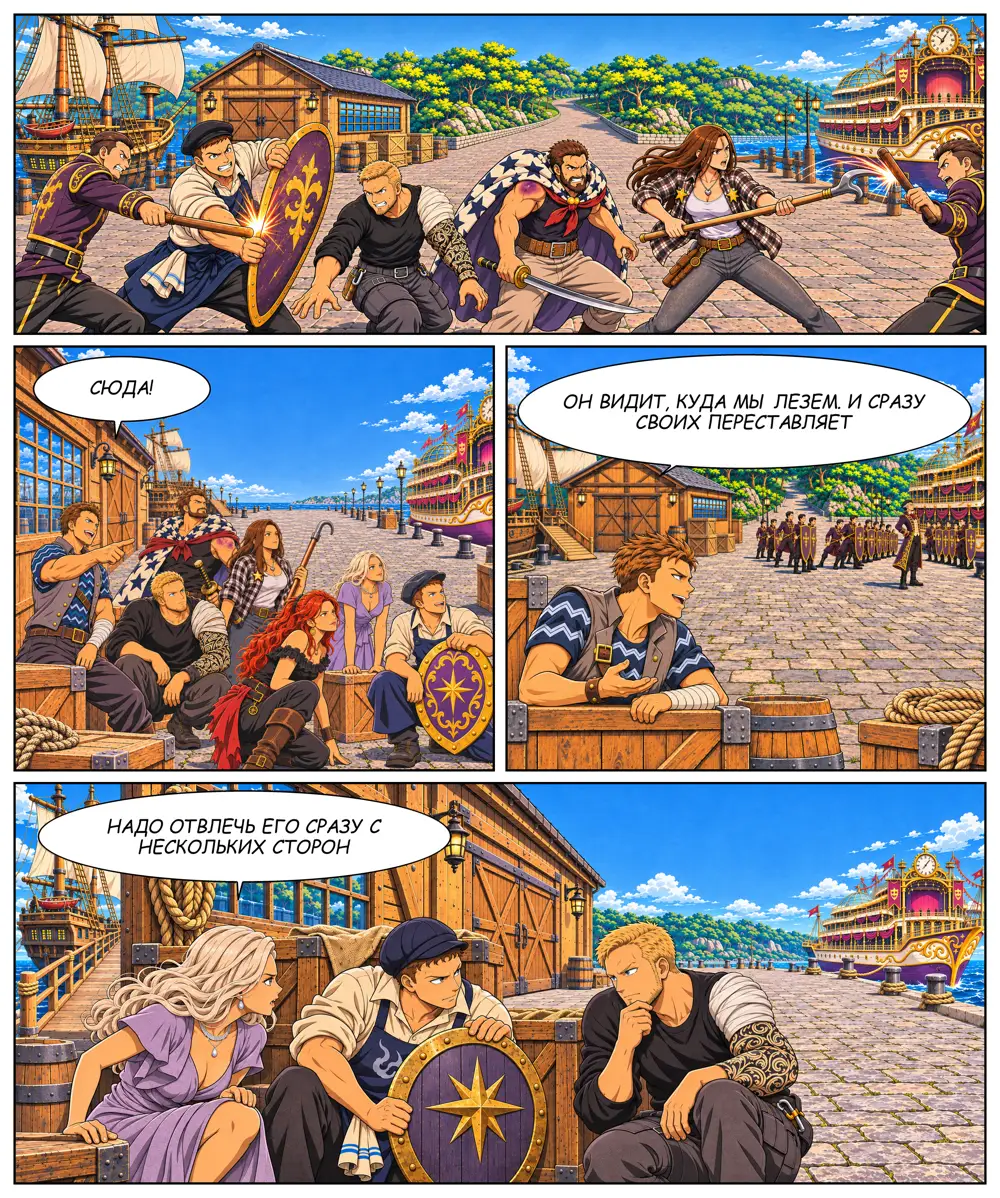 СЮДА!
ОН ВИДИТ, КУДА МЫ ЛЕЗЕМ. И СРАЗУ
СВОИХ ПЕРЕСТАВЛЯЕТ
НАДО ОТВЛЕЧЬ ЕГО СРАЗУ С
НЕСКОЛЬКИХ СТОРОН